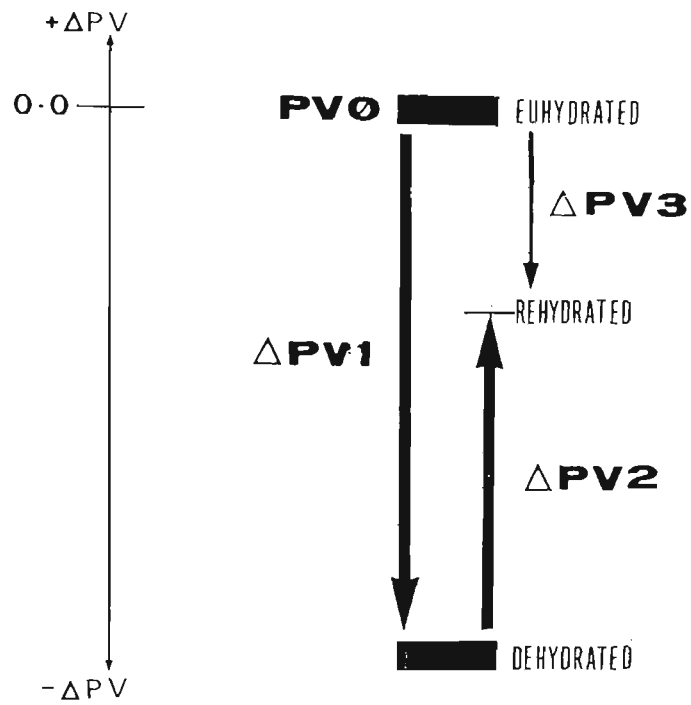 +ΔPV
0·0
PVØ EUHYDRATED
ΔPV3
REHYDRATED
ΔPV1
ΔPV2
DEHYDRATED
-ΔPV